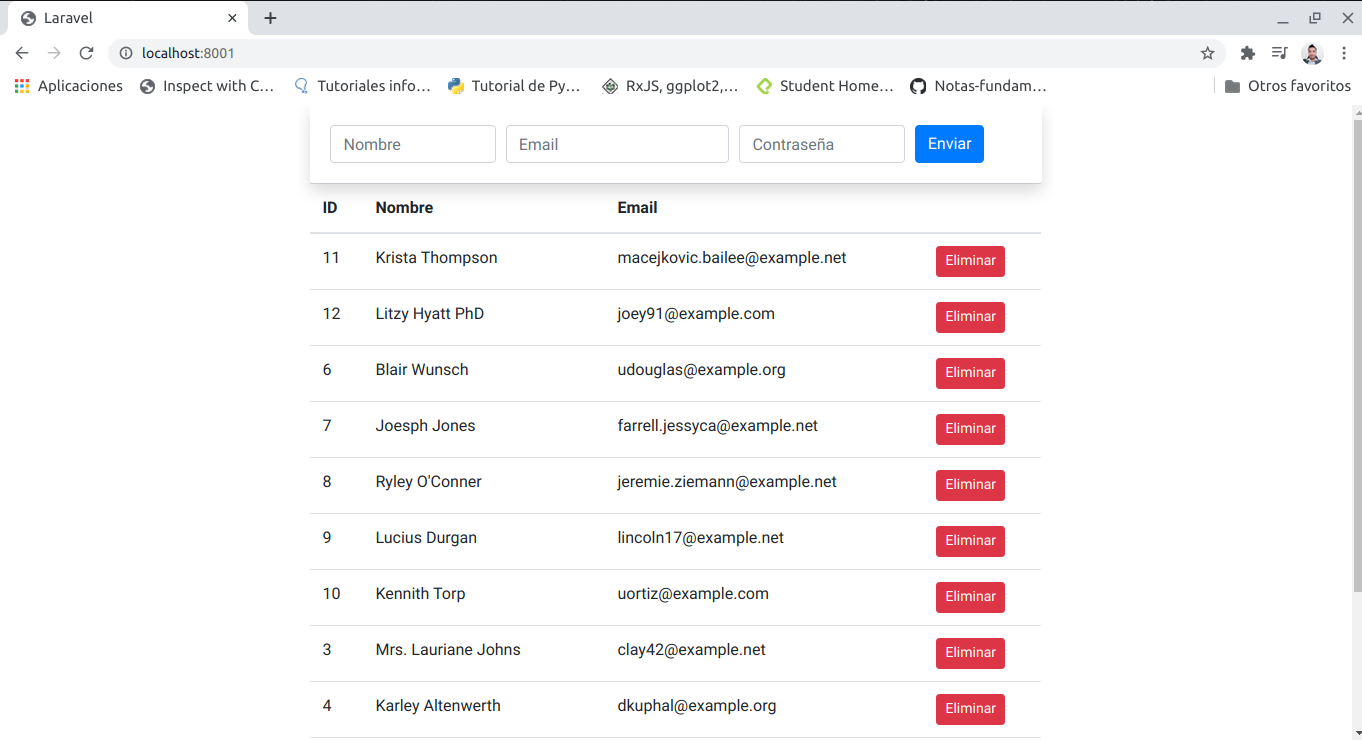 Laravel
localhost:8001
Aplicaciones Inspect with C... Tutoriales info... Tutorial de Py... RxJS, ggplot2,... Student Home... Notas-fundam... Otros favoritos
Nombre Email Contraseña Enviar
ID Nombre Email
11 Krista Thompson macejkovic.bailee@example.net Eliminar
12 Litzy Hyatt PhD joey91@example.com Eliminar
6 Blair Wunsch udouglas@example.org Eliminar
7 Joesph Jones farrell.jessyca@example.net Eliminar
8 Ryley O'Conner jeremie.ziemann@example.net Eliminar
9 Lucius Durgan lincoln17@example.net Eliminar
10 Kennith Torp uortiz@example.com Eliminar
3 Mrs. Lauriane Johns clay42@example.net Eliminar
4 Karley Altenwerth dkuphal@example.org Eliminar